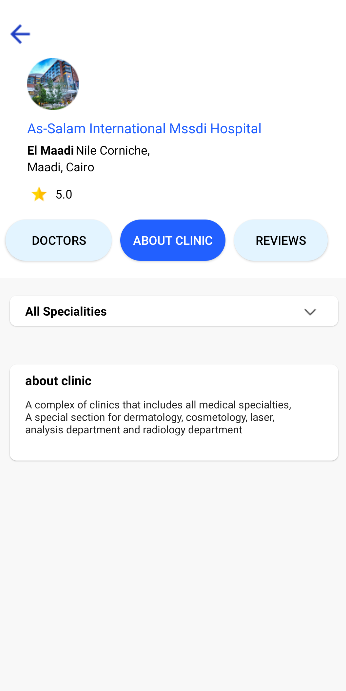 As-Salam International Mssdi Hospital
El Maadi Nile Corniche,
Maadi, Cairo
5.0
DOCTORS
ABOUT CLINIC
REVIEWS
All Specialities
about clinic
A complex of clinics that includes all medical specialties,
A special section for dermatology, cosmetology, laser,
analysis department and radiology department